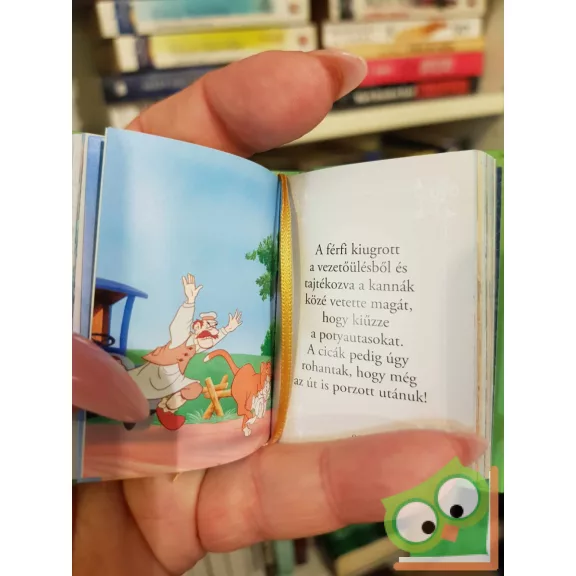 A férfi kiugrott
a vezetőülésből és
tajtékozva a kannák
közé vetette magát,
hogy kiűzze
a potyautasokat.
A cicák pedig úgy
rohantak, hogy még
az út is porzott utánuk!